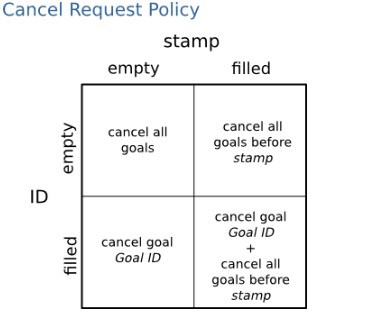 Cancel Request Policy
stamp
empty filled
empty
cancel all
goals
cancel all
goals before
stamp
ID
filled
cancel goal
Goal ID
cancel goal
Goal ID
+
cancel all
goals before
stamp